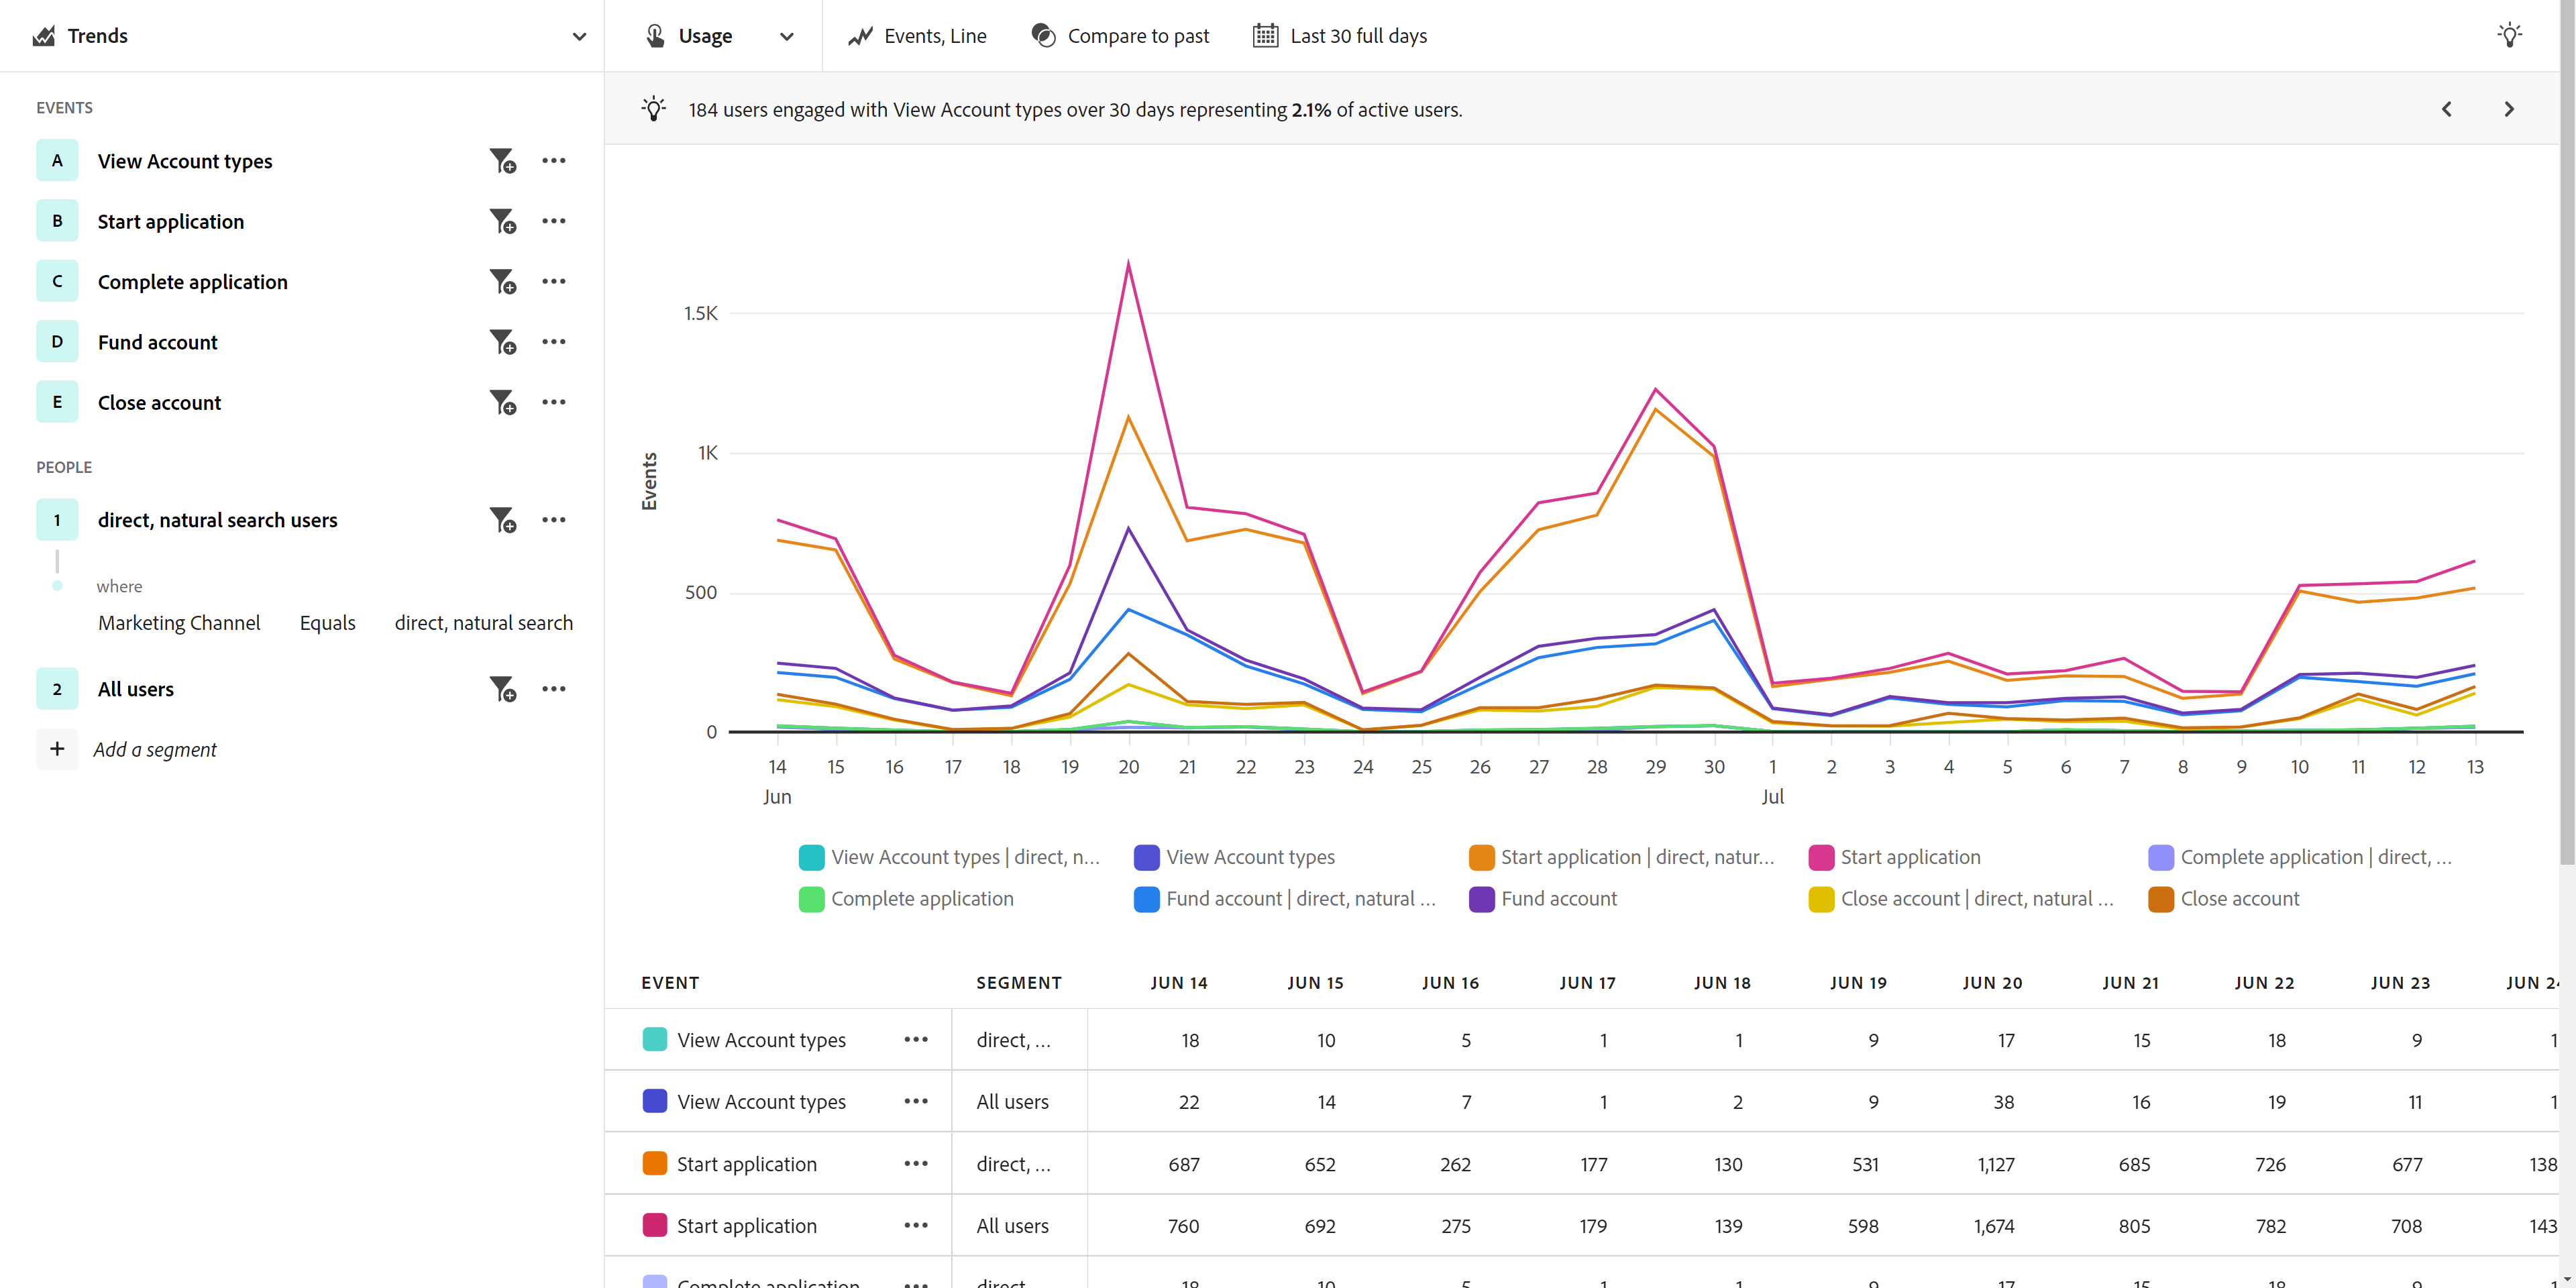 Trends
Usage
Events, Line
Compare to past
Last 30 full days
184 users engaged with View Account types over 30 days representing 2.1% of active users.
EVENTS
A View Account types
B Start application
C Complete application
D Fund account
E Close account
PEOPLE
1 direct, natural search users
where
Marketing Channel Equals direct, natural search
2 All users
+ Add a segment
Events
1.5K
1K
500
0
14 15 16 17 18 19 20 21 22 23 24 25 26 27 28 29 30 1 2 3 4 5 6 7 8 9 10 11 12 13
Jun Jul
View Account types | direct, n... View Account types Start application | direct, natur... Start application Complete application | direct, ...
Complete application Fund account | direct, natural ... Fund account Close account | direct, natural ... Close account
EVENT SEGMENT JUN 14 JUN 15 JUN 16 JUN 17 JUN 18 JUN 19 JUN 20 JUN 21 JUN 22 JUN 23 JUN 24
View Account types direct, ... 18 10 5 1 1 9 17 15 18 9 1
View Account types All users 22 14 7 1 2 9 38 16 19 11 1
Start application direct, ... 687 652 262 177 130 531 1,127 685 726 677 138
Start application All users 760 692 275 179 139 598 1,674 805 782 708 143
Complete application direct, 18 10 5 1 1 9 17 15 18 9 1